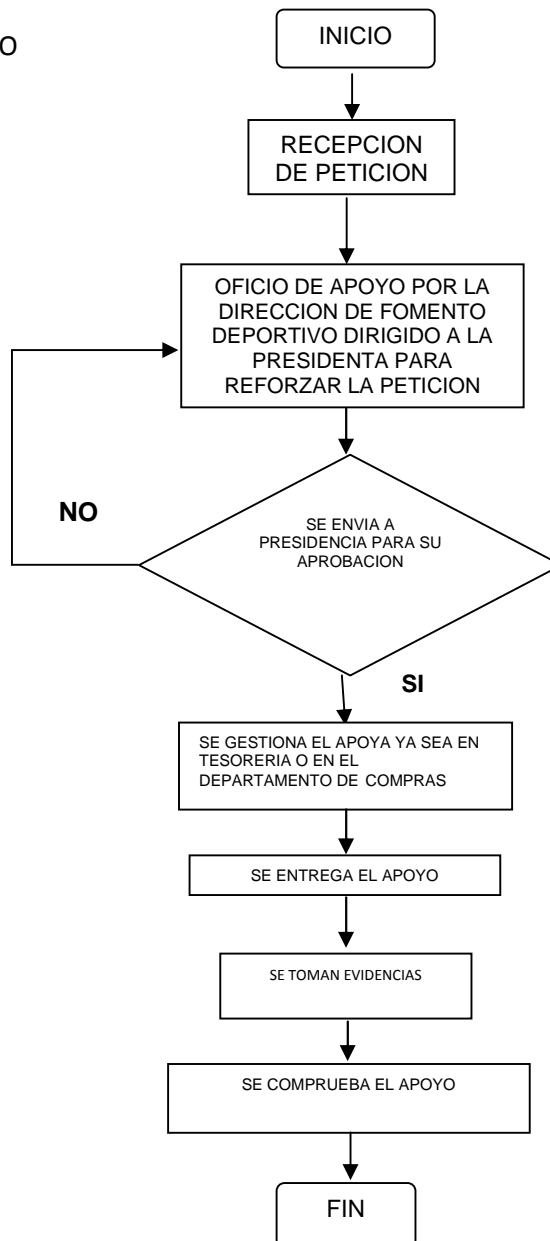 O
INICIO
RECEPCION
DE PETICION
OFICIO DE APOYO POR LA
DIRECCION DE FOMENTO
DEPORTIVO DIRIGIDO A LA
PRESIDENTA PARA
REFORZAR LA PETICION
NO
SE ENVIA A
PRESIDENCIA PARA SU
APROBACION
SI
SE GESTIONA EL APOYA YA SEA EN
TESORERIA O EN EL
DEPARTAMENTO DE COMPRAS
SE ENTREGA EL APOYO
SE TOMAN EVIDENCIAS
SE COMPRUEBA EL APOYO
FIN